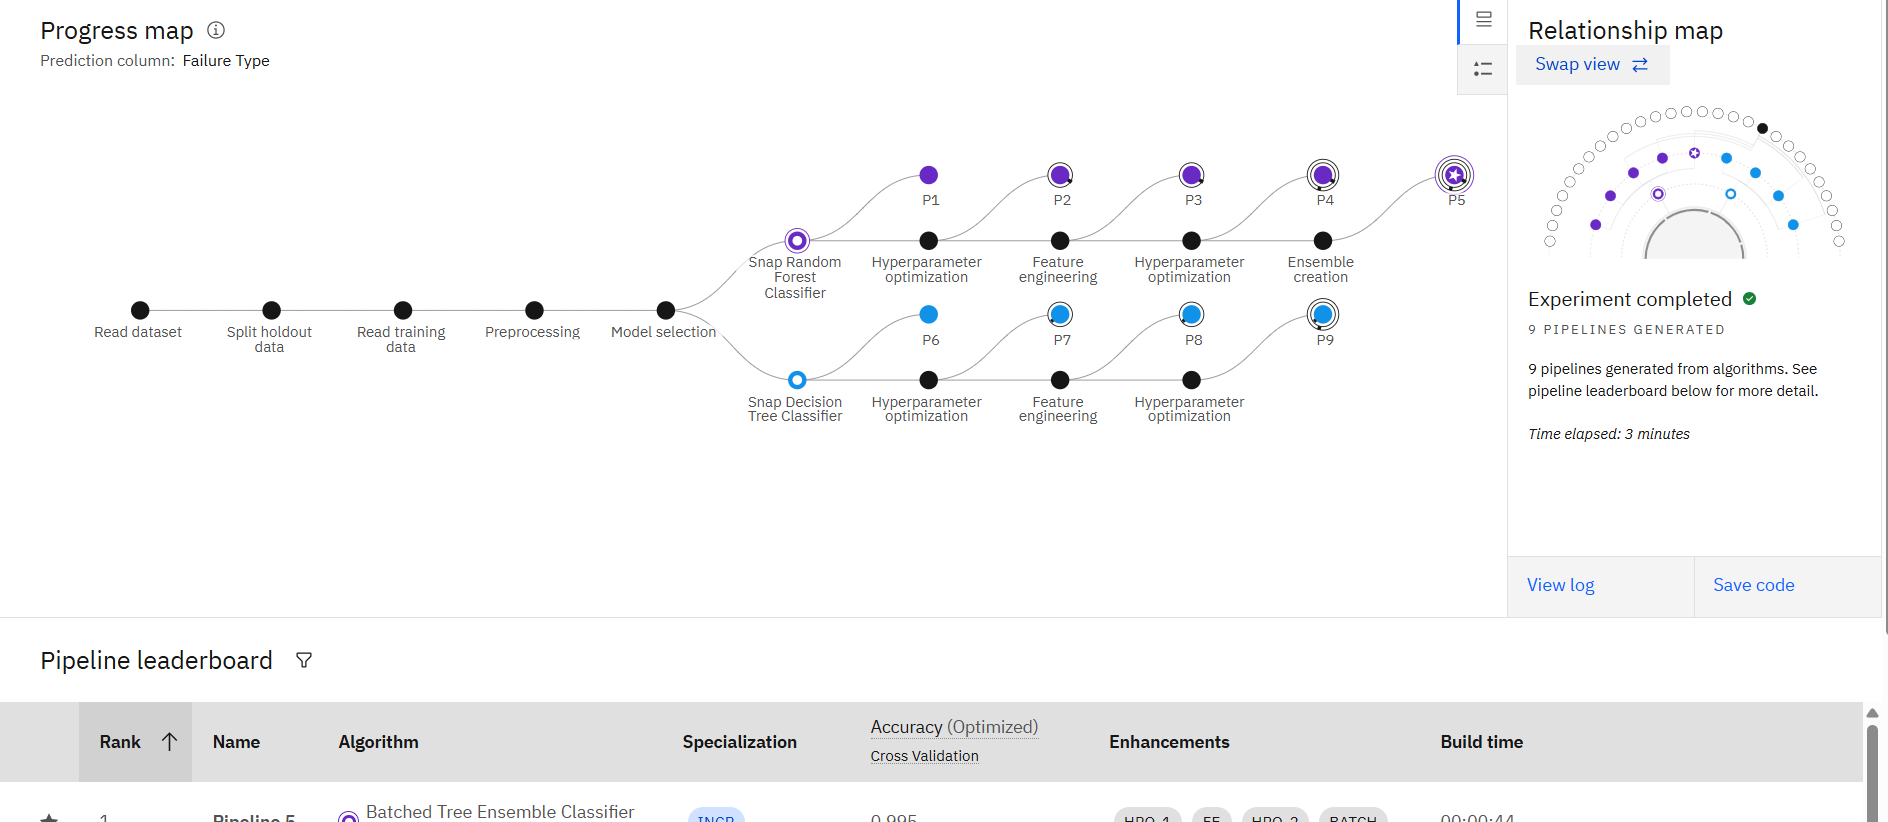 Progress map
Prediction column: Failure Type
Relationship map
Swap view
P1
P2
P3
P4
P5
Snap Random
Forest
Classifier
Hyperparameter
optimization
Feature
engineering
Hyperparameter
optimization
Ensemble
creation
Read dataset
Split holdout
data
Read training
data
Preprocessing
Model selection
P6
P7
P8
P9
Snap Decision
Tree Classifier
Hyperparameter
optimization
Feature
engineering
Hyperparameter
optimization
Experiment completed
9 PIPELINES GENERATED
9 pipelines generated from algorithms. See
pipeline leaderboard below for more detail.
Time elapsed: 3 minutes
View log
Save code
Pipeline leaderboard
Rank
Name
Algorithm
Specialization
Accuracy (Optimized)
Cross Validation
Enhancements
Build time
1
Pipeline 5
Batched Tree Ensemble Classifier
INCR
0.995
HPO-1
FE
HPO-2
BATCH
00:00:44